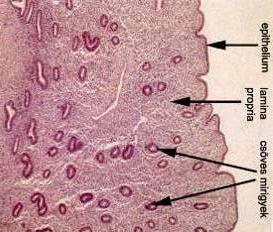 epithelium
lamina
propria
csöves mirigyek